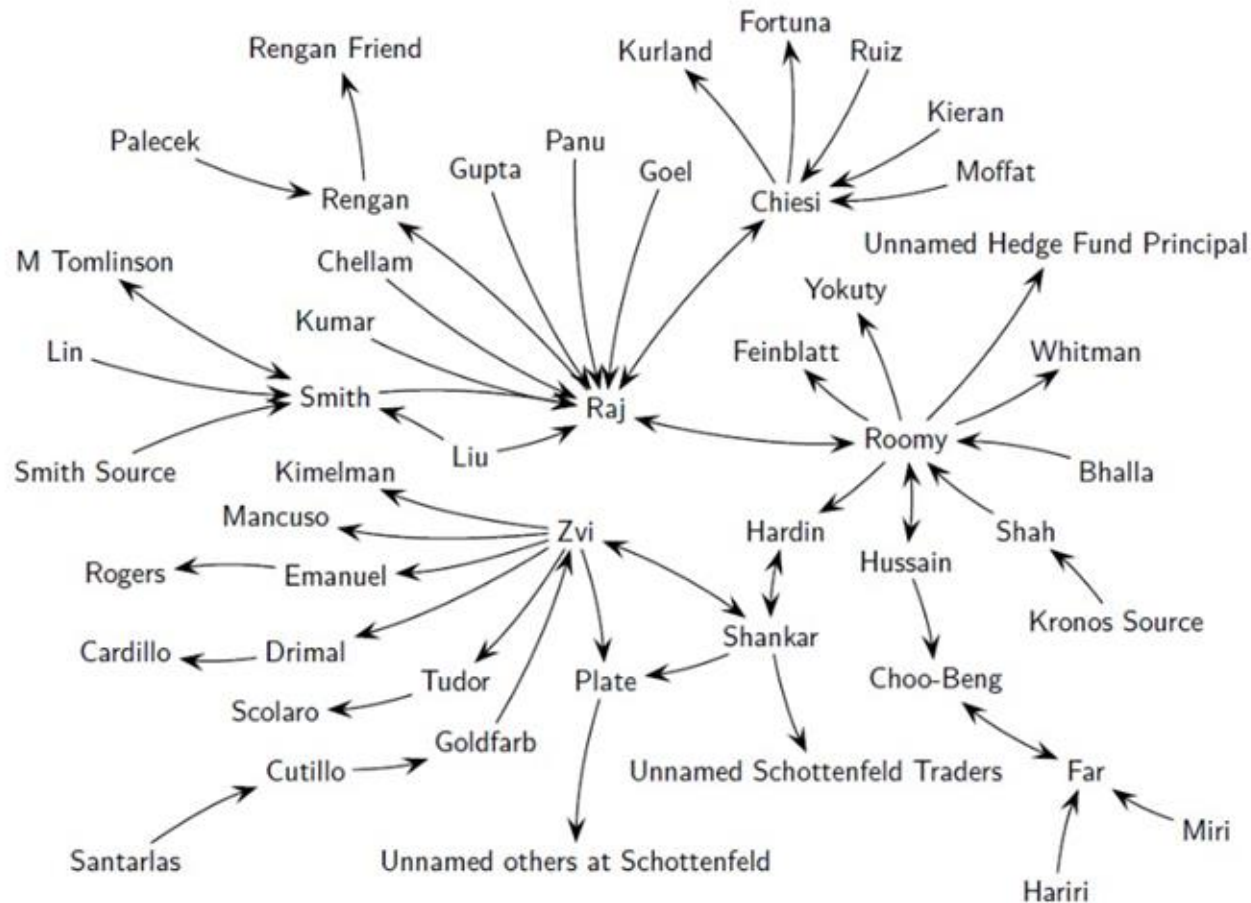 Fortuna
Rengan Friend
Kurland
Ruiz
Kieran
Palecek
Panu
Gupta
Goel
Moffat
Rengan
Chiesi
Unnamed Hedge Fund Principal
M Tomlinson
Chellam
Yokuty
Kumar
Lin
Feinblatt
Whitman
Smith
Raj
Roomy
Liu
Smith Source
Kimelman
Bhalla
Mancuso
Zvi
Hardin
Shah
Hussain
Rogers
Emanuel
Kronos Source
Shankar
Cardillo
Drimal
Tudor
Plate
Choo-Beng
Scolaro
Goldfarb
Cutillo
Unnamed Schottenfeld Traders
Far
Miri
Santarlas
Unnamed others at Schottenfeld
Hariri